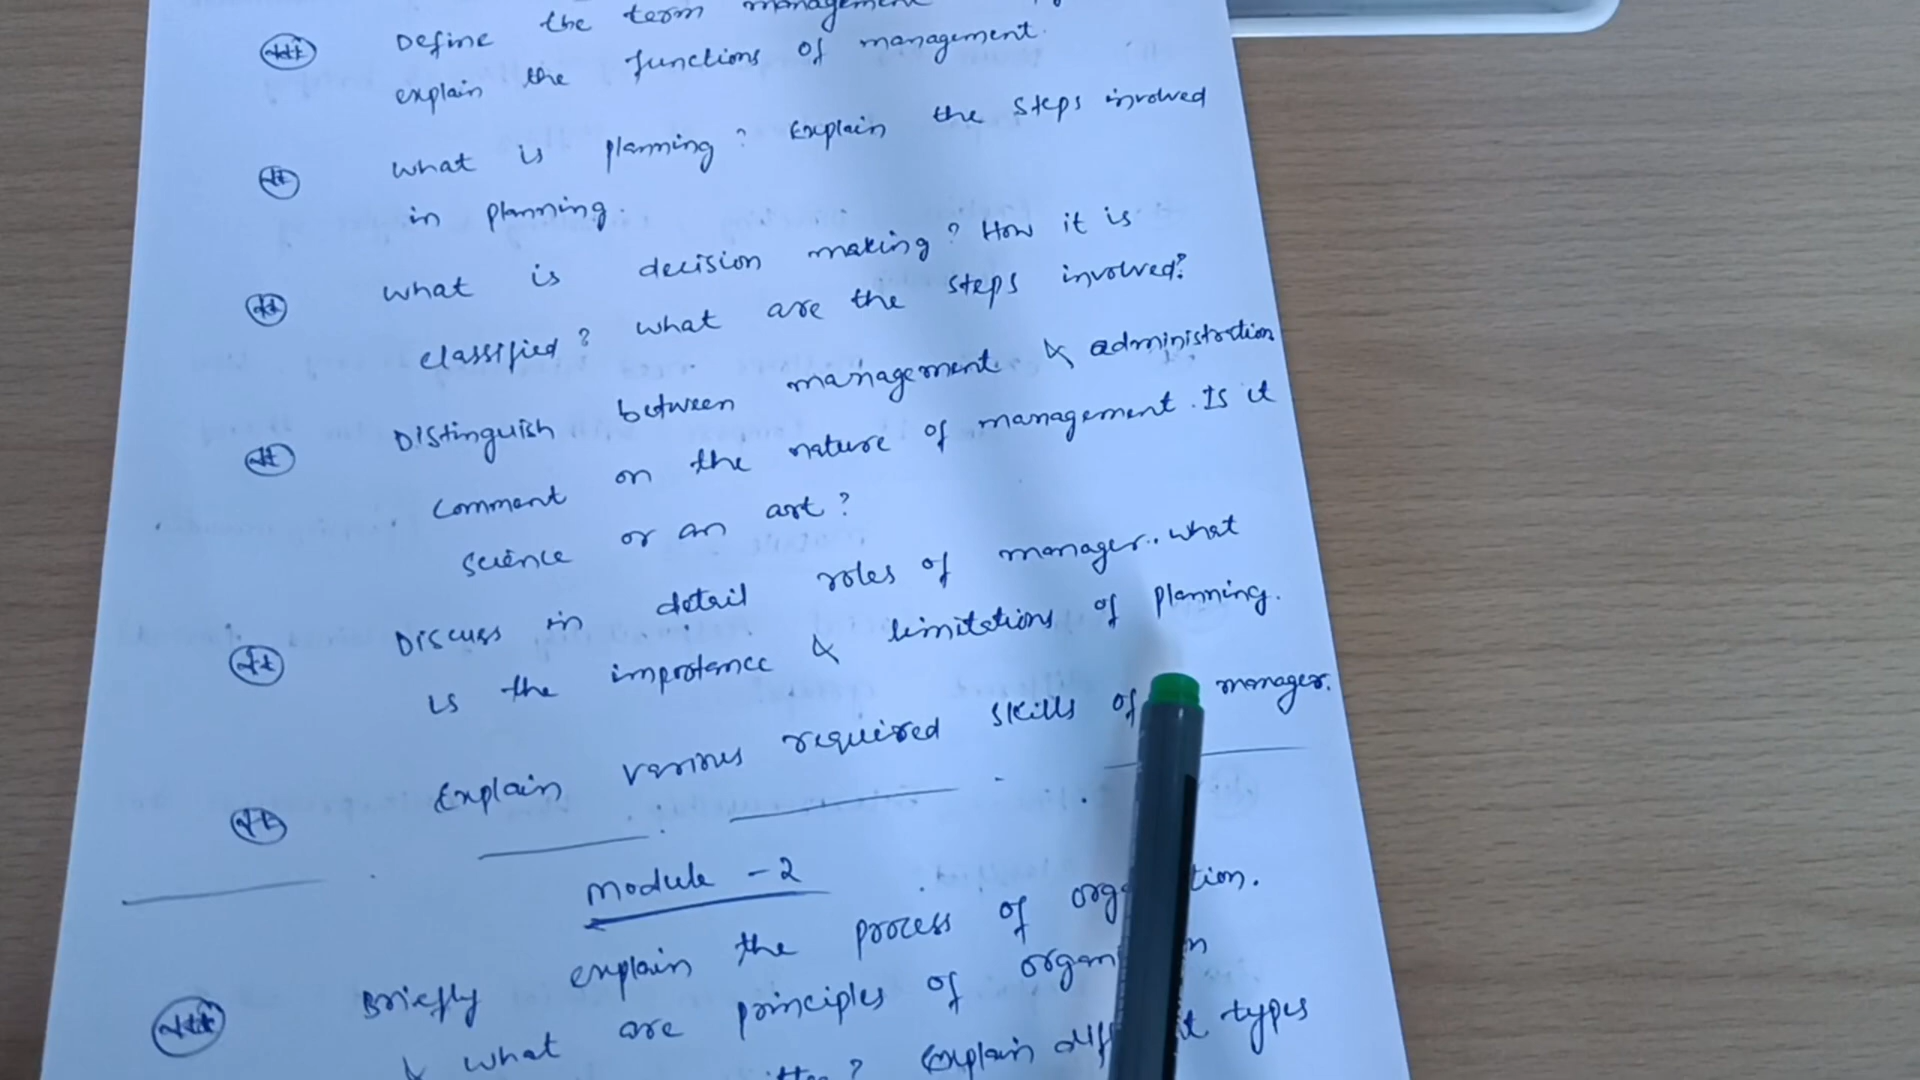 Define the term management
explain the functions of management.
what is planning? Explain the steps involved
in planning.
what is decision making? How it is
classified? what are the steps involved?
Distinguish between management & administration
comment on the nature of management. Is it
science or an art?
Discuss in detail roles of manager.. what
is the improtance & limitations of planning.
Explain various required skills of manager.
Module -2
Briefly explain the process of
& what are principles of
? Explain types